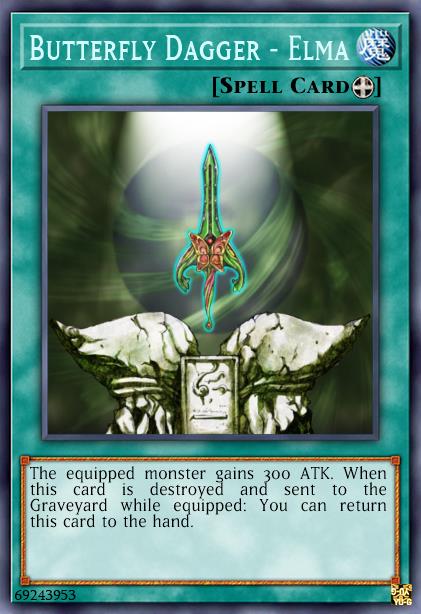 Butterfly Dagger - Elma
魔
[Spell Card]
The equipped monster gains 300 ATK. When
this card is destroyed and sent to the
Graveyard while equipped: You can return
this card to the hand.
69243953